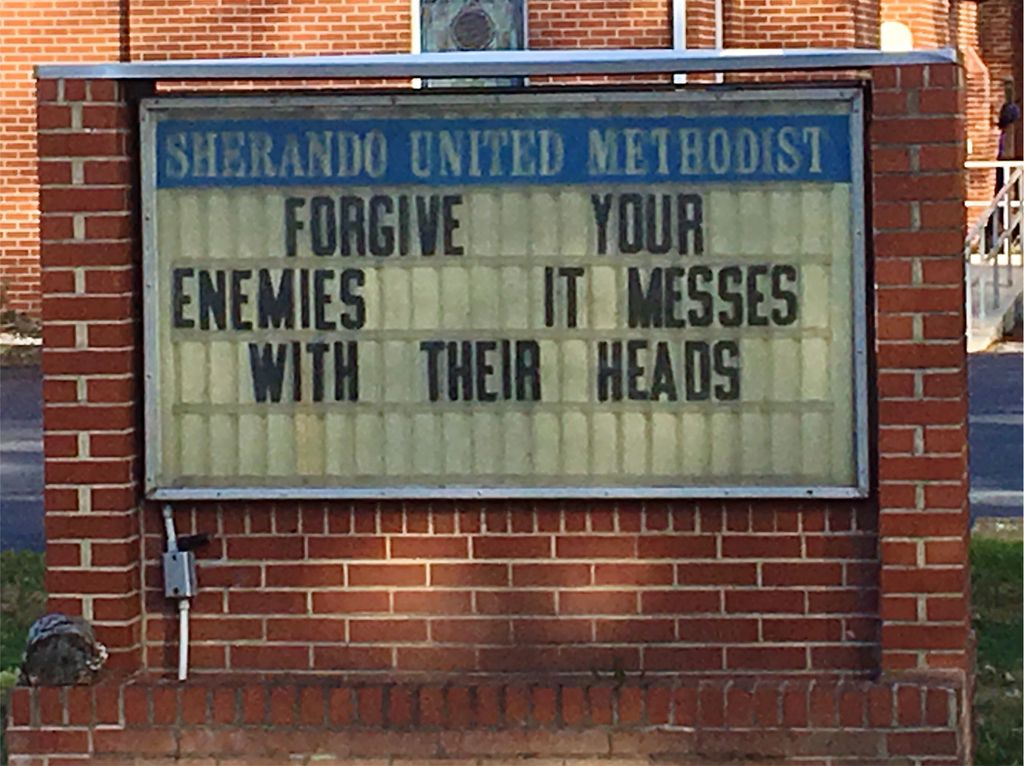 SHERANDO UNITED METHODIST
FORGIVE YOUR
ENEMIES IT MESSES
WITH THEIR HEADS